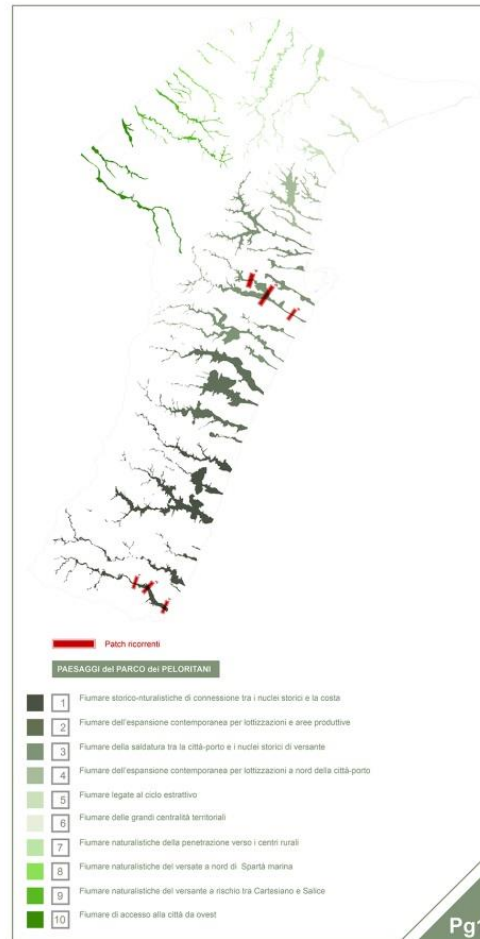 Patch ricorrenti
PAESAGGI del PARCO dei PELORITANI
1 Fiumare storico-nturalistiche di connessione tra i nuclei storici e la costa
2 Fiumare dell'espansione contemporanea per lottizzazioni e aree produttive
3 Fiumare della saldatura tra la città-porto e i nuclei storici di versante
4 Fiumare dell'espansione contemporanea per lottizzazioni a nord della città-porto
5 Fiumare legate al ciclo estrattivo
6 Fiumare delle grandi centralità territoriali
7 Fiumare naturalistiche della penetrazione verso i centri rurali
8 Fiumare naturalistiche del versate a nord di Spartà marina
9 Fiumare naturalistiche del versante a rischio tra Cartesiano e Salice
10 Fiumare di accesso alla città da ovest